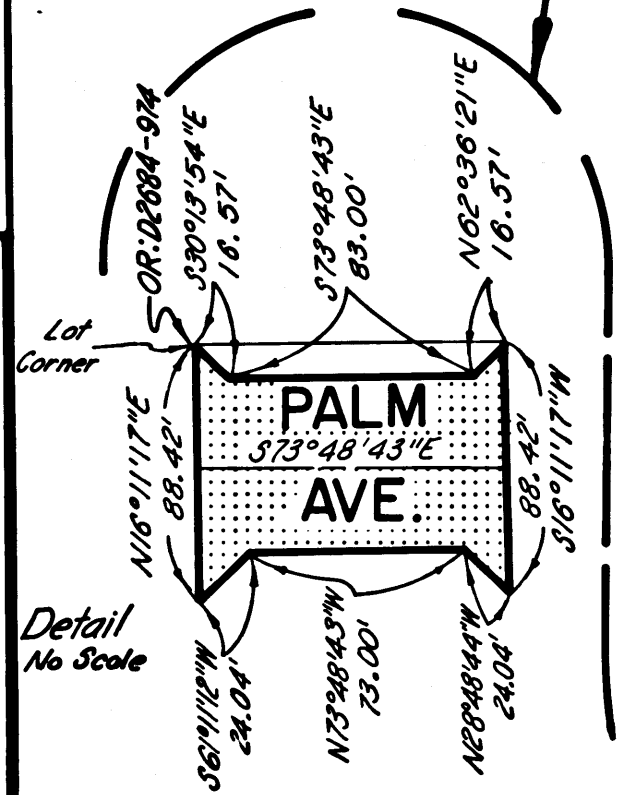 OR:D2684-974
S30°13'54"E
16.57'
S73°48'43"E
83.00'
N62°36'21"E
16.57'
Lot
Corner
N16°11'17"E
88.42'
PALM
S73°48'43"E
AVE.
88.42'
S16°11'17"W
Detail
No Scale
S61°11'12"W
24.04'
N73°48'43"W
73.00'
N28°48'44"W
24.04'